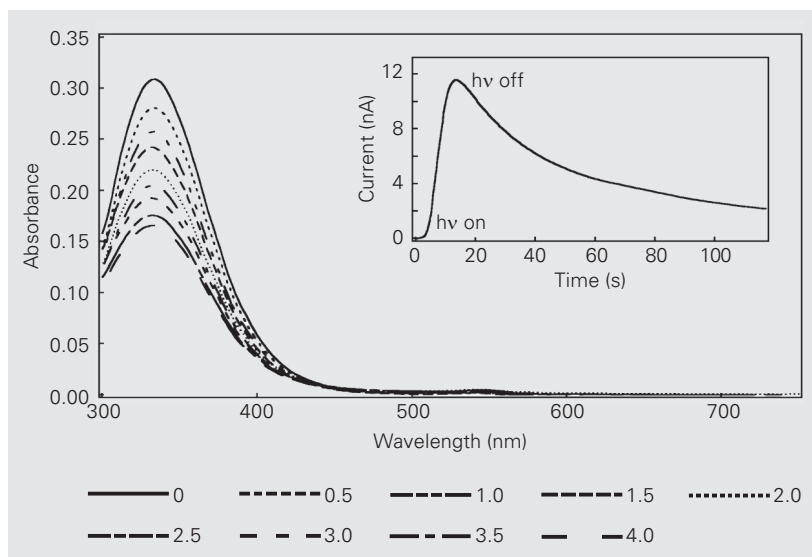 0.35
0.30
0.25
0.20
0.15
0.10
0.05
0.00
Absorbance
300 400 500 600 700
Wavelength (nm)
12
8
4
0
Current (nA)
hν off
hν on
0 20 40 60 80 100
Time (s)
0 0.5 1.0 1.5 2.0
2.5 3.0 3.5 4.0